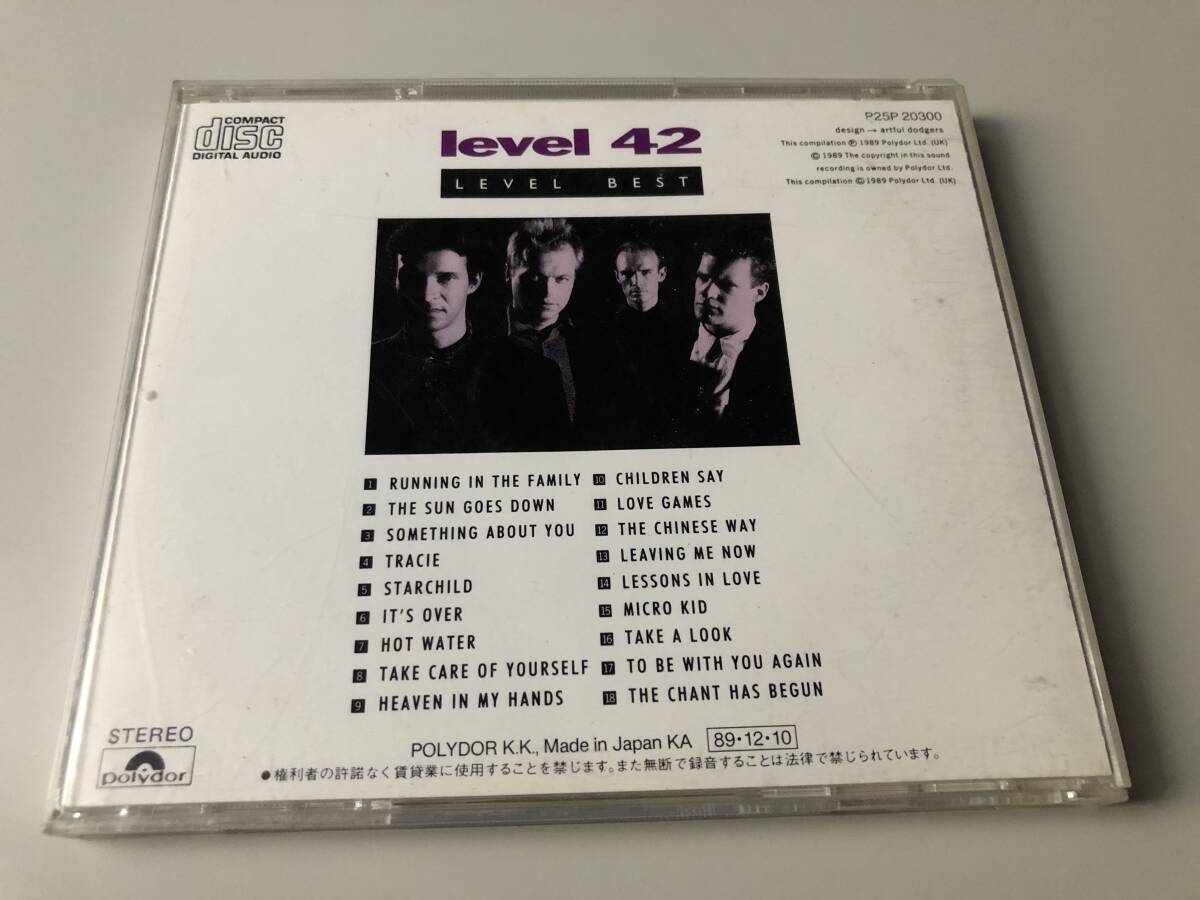 COMPACT
disc
DIGITAL AUDIO
level 42
LEVEL BEST
P25P 20300
design → artful dodgers
This compilation Ⓟ 1989 Polydor Ltd. (UK)
© 1989 The copyright in this sound
recording is owned by Polydor Ltd.
This compilation © 1989 Polydor Ltd. (UK)
1 RUNNING IN THE FAMILY
2 THE SUN GOES DOWN
3 SOMETHING ABOUT YOU
4 TRACIE
5 STARCHILD
6 IT'S OVER
7 HOT WATER
8 TAKE CARE OF YOURSELF
9 HEAVEN IN MY HANDS
10 CHILDREN SAY
11 LOVE GAMES
12 THE CHINESE WAY
13 LEAVING ME NOW
14 LESSONS IN LOVE
15 MICRO KID
16 TAKE A LOOK
17 TO BE WITH YOU AGAIN
18 THE CHANT HAS BEGUN
STEREO
polydor
POLYDOR K.K., Made in Japan KA 89・12・10
●権利者の許諾なく賃貸業に使用することを禁じます。また無断で録音することは法律で禁じられています。